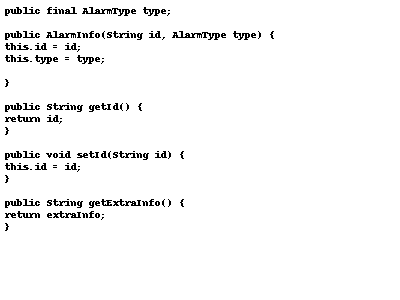 public final AlarmType type;
public AlarmInfo(String id, AlarmType type) {
this.id = id;
this.type = type;
}
public String getId() {
return id;
}
public void setId(String id) {
this.id = id;
}
public String getExtraInfo() {
return extraInfo;
}